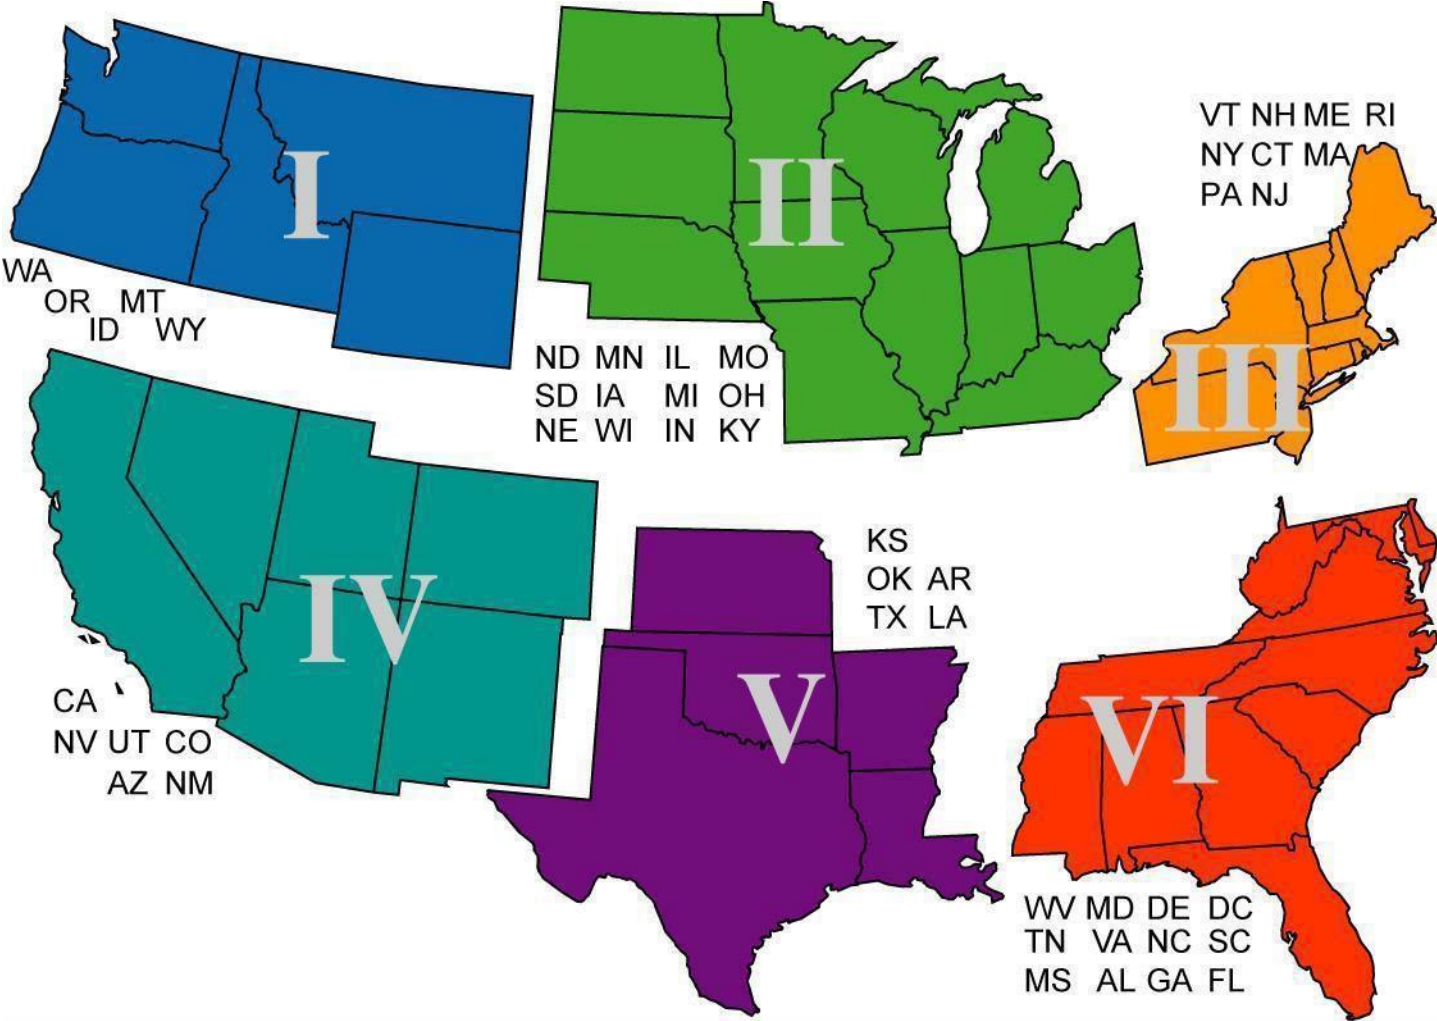 I
WA
OR MT
ID WY
II
ND MN IL MO
SD IA MI OH
NE WI IN KY
VT NH ME RI
NY CT MA
PA NJ
III
IV
CA
NV UT CO
AZ NM
KS
OK AR
TX LA
V
VI
WV MD DE DC
TN VA NC SC
MS AL GA FL